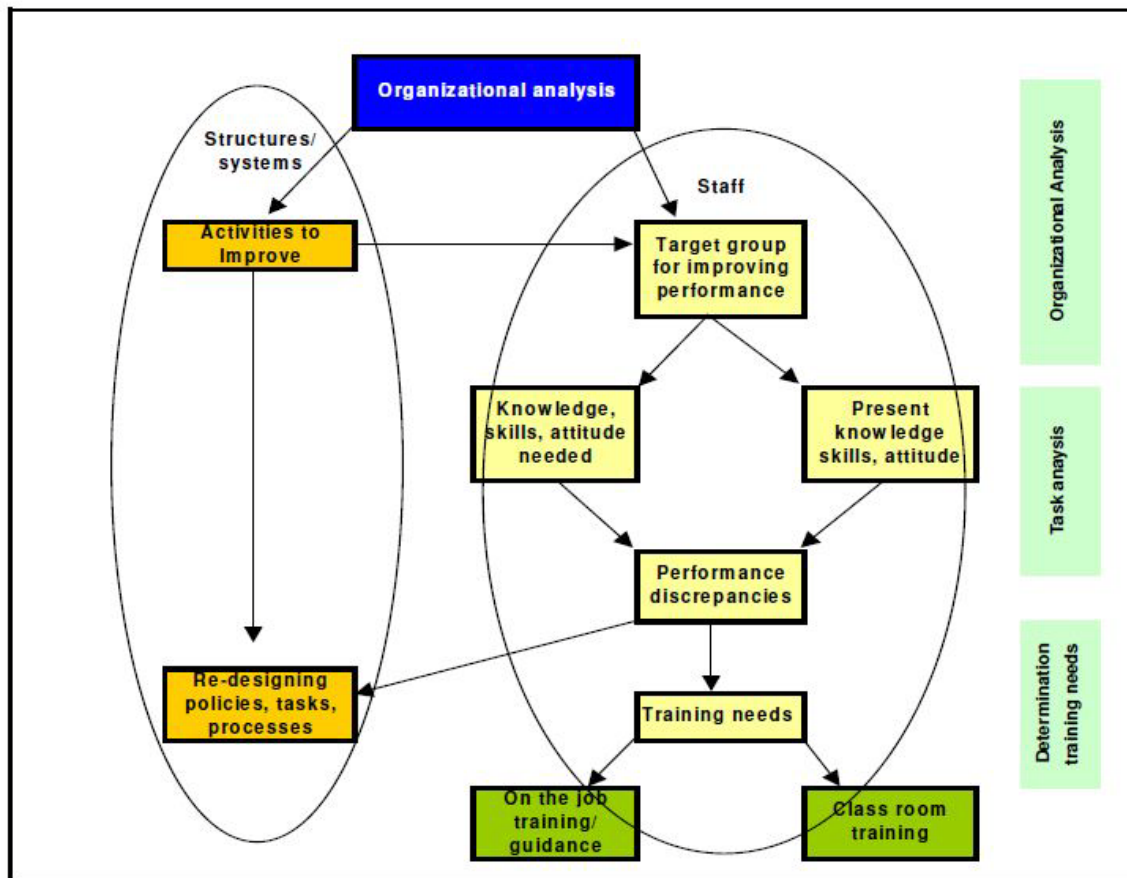 Organizational analysis
Structures/
systems
Staff
Activities to
Improve
Target group
for improving
performance
Knowledge,
skills, attitude
needed
Present
knowledge
skills, attitude
Performance
discrepancies
Re-designing
policies, tasks,
processes
Training needs
On the job
training/
guidance
Class room
training
Organizational Analysis
Task anaysis
Determination
training needs